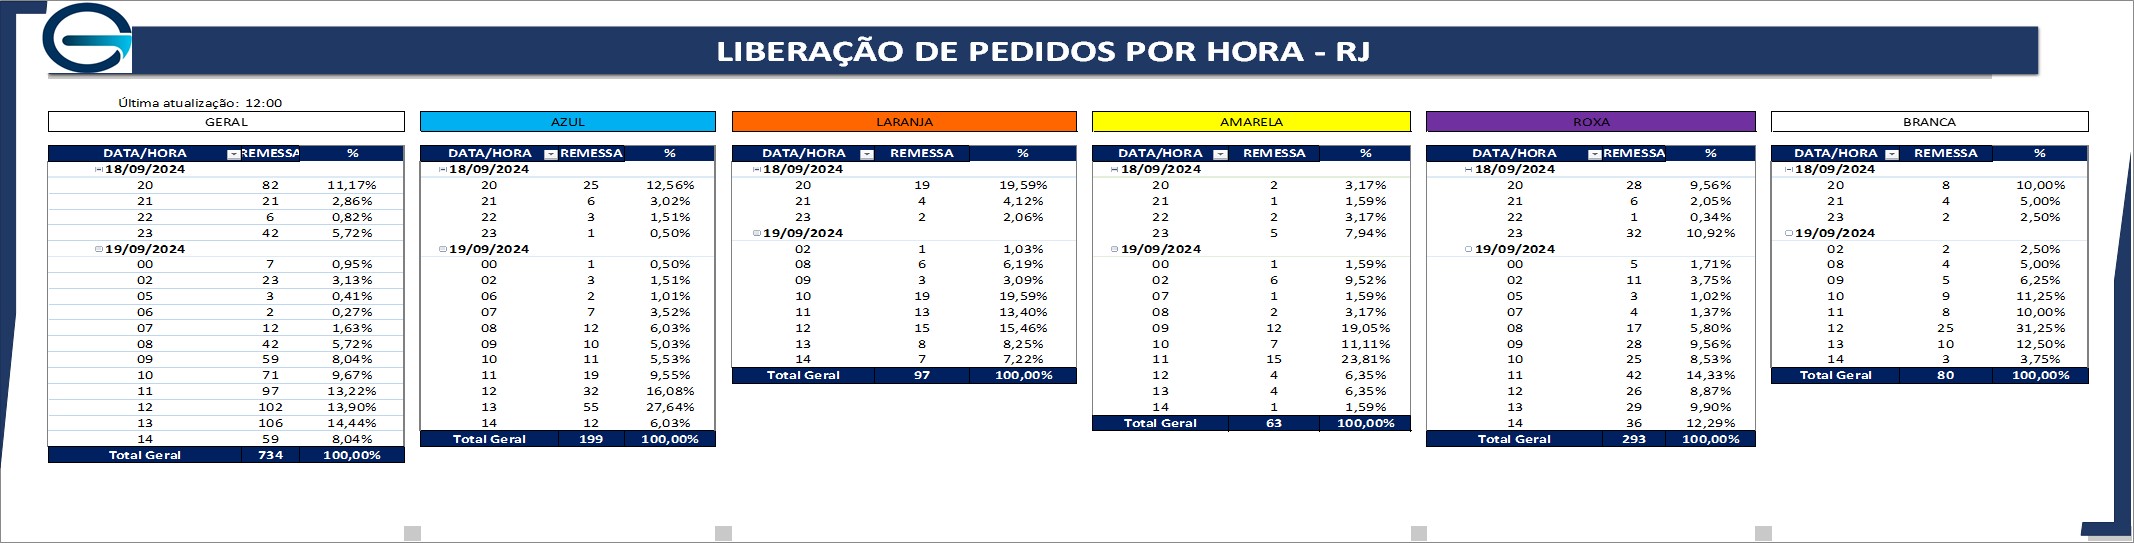 LIBERAÇÃO DE PEDIDOS POR HORA - RJ
Última atualização: 12:00
GERAL
DATA/HORA REMESSA %
18/09/2024
20 82 11,17%
21 21 2,86%
22 6 0,82%
23 42 5,72%
19/09/2024
00 7 0,95%
02 23 3,13%
05 3 0,41%
06 2 0,27%
07 12 1,63%
08 42 5,72%
09 59 8,04%
10 71 9,67%
11 97 13,22%
12 102 13,90%
13 106 14,44%
14 59 8,04%
Total Geral 734 100,00%
AZUL
DATA/HORA REMESSA %
18/09/2024
20 25 12,56%
21 6 3,02%
22 3 1,51%
23 1 0,50%
19/09/2024
00 1 0,50%
02 3 1,51%
06 2 1,01%
07 7 3,52%
08 12 6,03%
09 10 5,03%
10 11 5,53%
11 19 9,55%
12 32 16,08%
13 55 27,64%
14 12 6,03%
Total Geral 199 100,00%
LARANJA
DATA/HORA REMESSA %
18/09/2024
20 19 19,59%
21 4 4,12%
23 2 2,06%
19/09/2024
02 1 1,03%
08 6 6,19%
09 3 3,09%
10 19 19,59%
11 13 13,40%
12 15 15,46%
13 8 8,25%
14 7 7,22%
Total Geral 97 100,00%
AMARELA
DATA/HORA REMESSA %
18/09/2024
20 2 3,17%
21 1 1,59%
22 2 3,17%
23 5 7,94%
19/09/2024
00 1 1,59%
02 6 9,52%
07 1 1,59%
08 2 3,17%
09 12 19,05%
10 7 11,11%
11 15 23,81%
12 4 6,35%
13 4 6,35%
14 1 1,59%
Total Geral 63 100,00%
ROXA
DATA/HORA REMESSA %
18/09/2024
20 28 9,56%
21 6 2,05%
22 1 0,34%
23 32 10,92%
19/09/2024
00 5 1,71%
02 11 3,75%
05 3 1,02%
07 4 1,37%
08 17 5,80%
09 28 9,56%
10 25 8,53%
11 42 14,33%
12 26 8,87%
13 29 9,90%
14 36 12,29%
Total Geral 293 100,00%
BRANCA
DATA/HORA REMESSA %
18/09/2024
20 8 10,00%
21 4 5,00%
23 2 2,50%
19/09/2024
02 2 2,50%
08 4 5,00%
09 5 6,25%
10 9 11,25%
11 8 10,00%
12 25 31,25%
13 10 12,50%
14 3 3,75%
Total Geral 80 100,00%